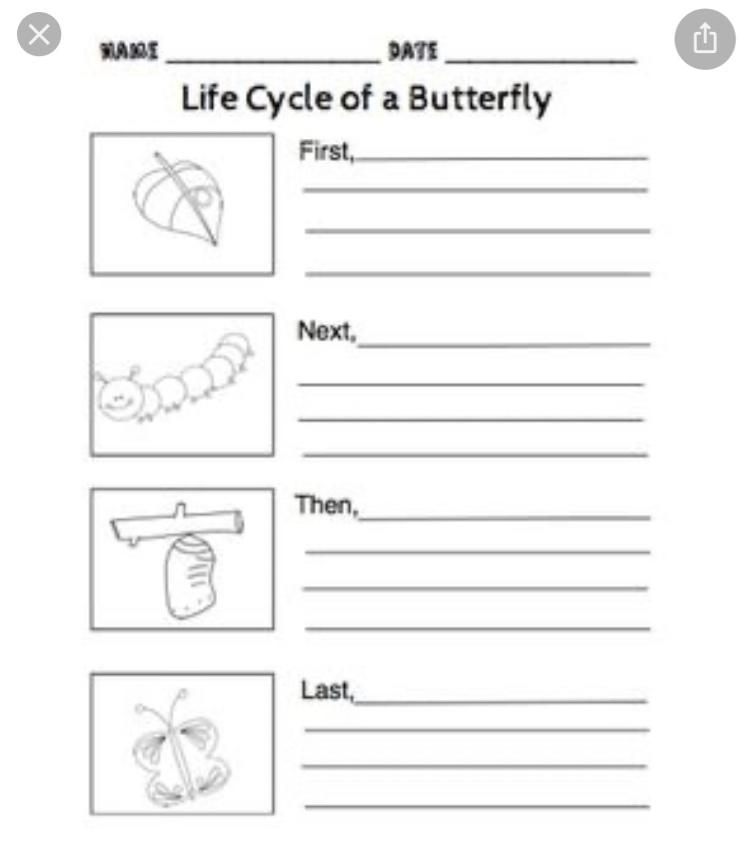 NAME DATE
Life Cycle of a Butterfly
First,
Next,
Then,
Last,